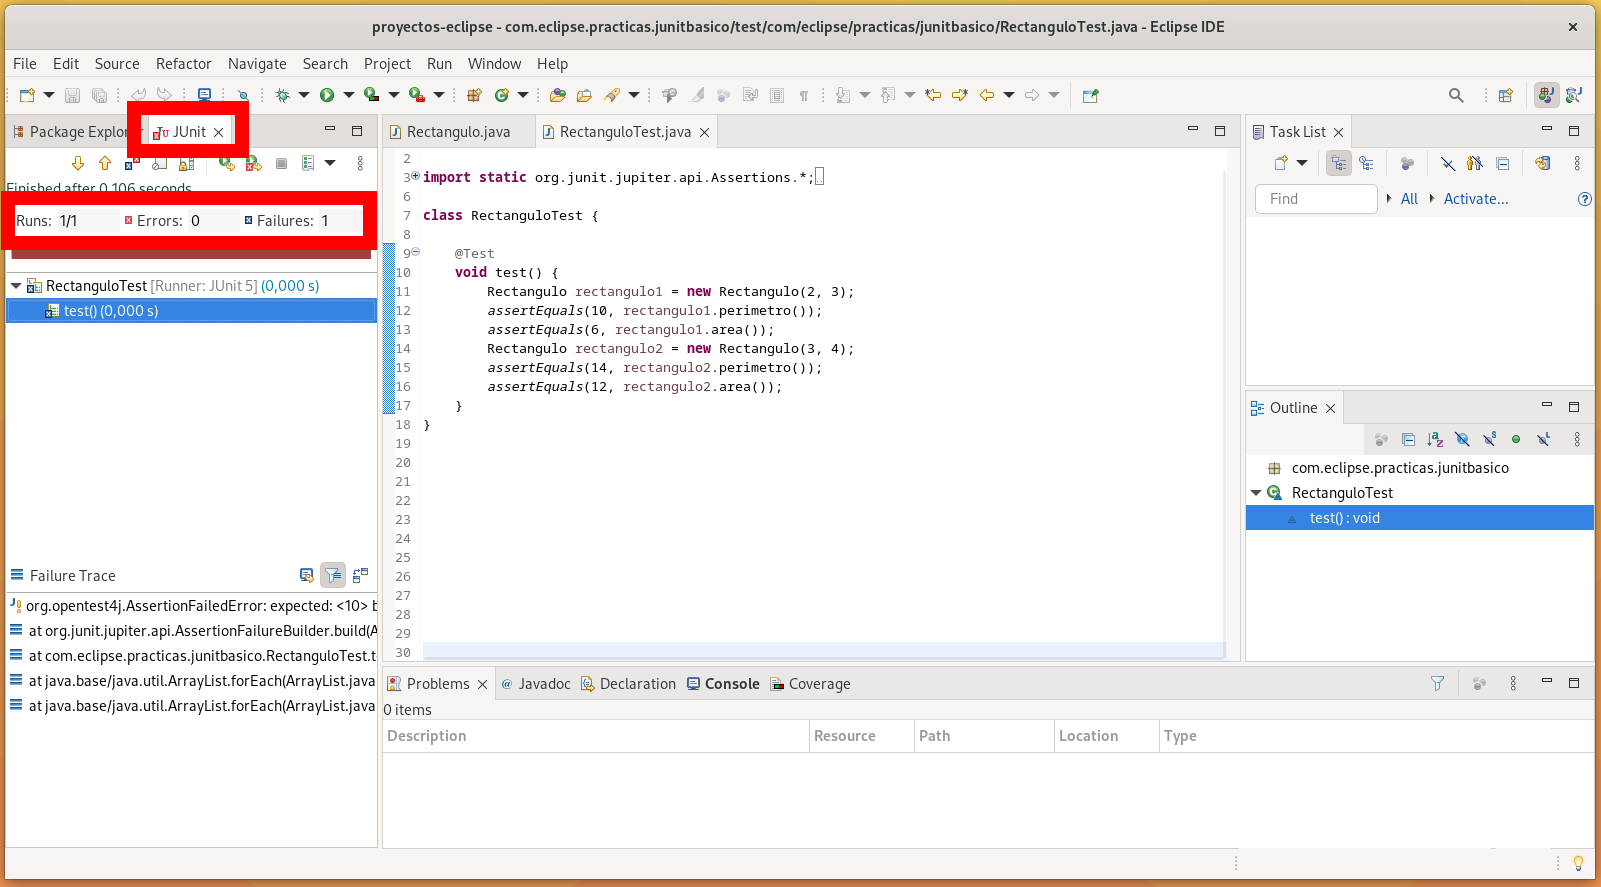 proyectos-eclipse - com.eclipse.practicas.junitbasico/test/com/eclipse/practicas/junitbasico/RectanguloTest.java - Eclipse IDE
File Edit Source Refactor Navigate Search Project Run Window Help
Package Explor
JUnit
Finished after 0,106 seconds
Runs: 1/1 Errors: 0 Failures: 1
RectanguloTest [Runner: JUnit 5] (0,000 s)
test() (0,000 s)
Failure Trace
org.opentest4j.AssertionFailedError: expected: <10> b
at org.junit.jupiter.api.AssertionFailureBuilder.build(A
at com.eclipse.practicas.junitbasico.RectanguloTest.t
at java.base/java.util.ArrayList.forEach(ArrayList.java
at java.base/java.util.ArrayList.forEach(ArrayList.java
Rectangulo.java RectanguloTest.java
2
3 import static org.junit.jupiter.api.Assertions.*;
6
7 class RectanguloTest {
8
9 @Test
10 void test() {
11 Rectangulo rectangulo1 = new Rectangulo(2, 3);
12 assertEquals(10, rectangulo1.perimetro());
13 assertEquals(6, rectangulo1.area());
14 Rectangulo rectangulo2 = new Rectangulo(3, 4);
15 assertEquals(14, rectangulo2.perimetro());
16 assertEquals(12, rectangulo2.area());
17 }
18 }
19
20
21
22
23
24
25
26
27
28
29
30
Problems Javadoc Declaration Console Coverage
0 items
Description Resource Path Location Type
Task List
Find All Activate...
Outline
com.eclipse.practicas.junitbasico
RectanguloTest
test() : void